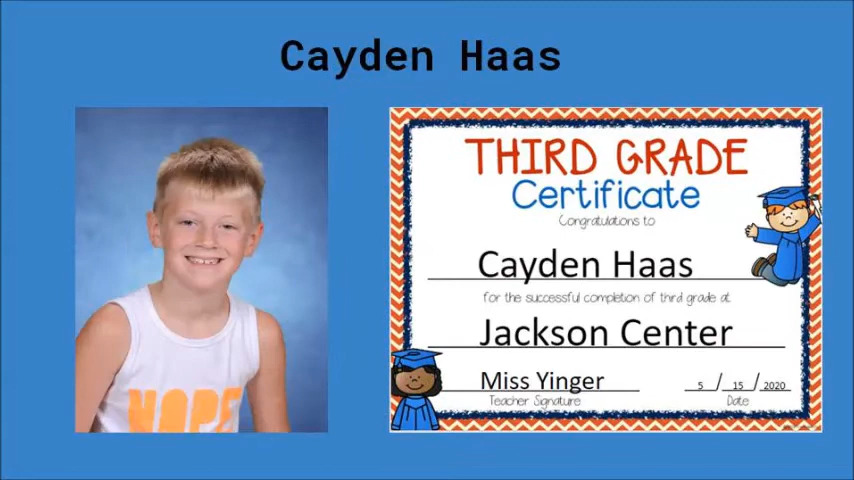 Cayden Haas
HOPE
THIRD GRADE
Certificate
Congratulations to
Cayden Haas
for the successful completion of third grade at
Jackson Center
Miss Yinger
5 / 15 / 2020
Teacher Signature
Date